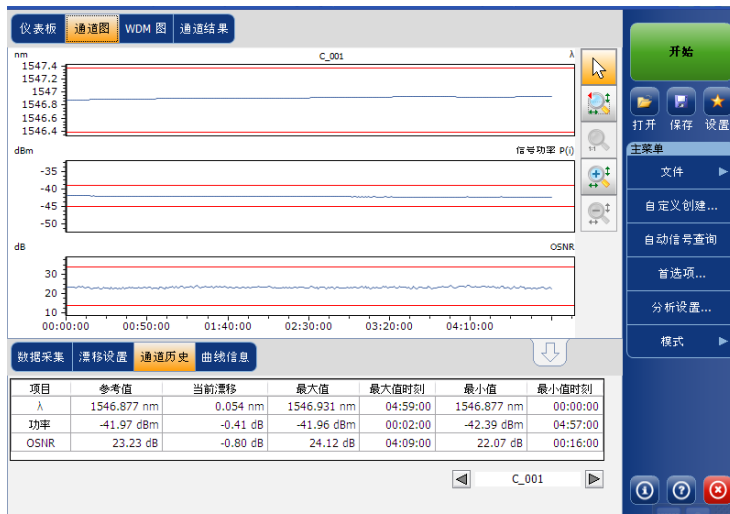 仪表板 通道图 WDM 图 通道结果
nm C_001 λ
1547.4
1547.2
1547
1546.8
1546.6
1546.4
dBm 信号功率 P(i)
-35
-40
-45
-50
dB OSNR
30
20
10
00:00:00 00:50:00 01:40:00 02:30:00 03:20:00 04:10:00
数据采集 漂移设置 通道历史 曲线信息
项目 参考值 当前漂移 最大值 最大值时刻 最小值 最小值时刻
λ 1546.877 nm 0.054 nm 1546.931 nm 04:59:00 1546.877 nm 00:00:00
功率 -41.97 dBm -0.41 dB -41.96 dBm 00:02:00 -42.39 dBm 04:57:00
OSNR 23.23 dB -0.80 dB 24.12 dB 04:09:00 22.07 dB 00:16:00
C_001
开始
打开 保存 设置
主菜单
文件
自定义创建...
自动信号查询
首选项...
分析设置...
模式
1:1